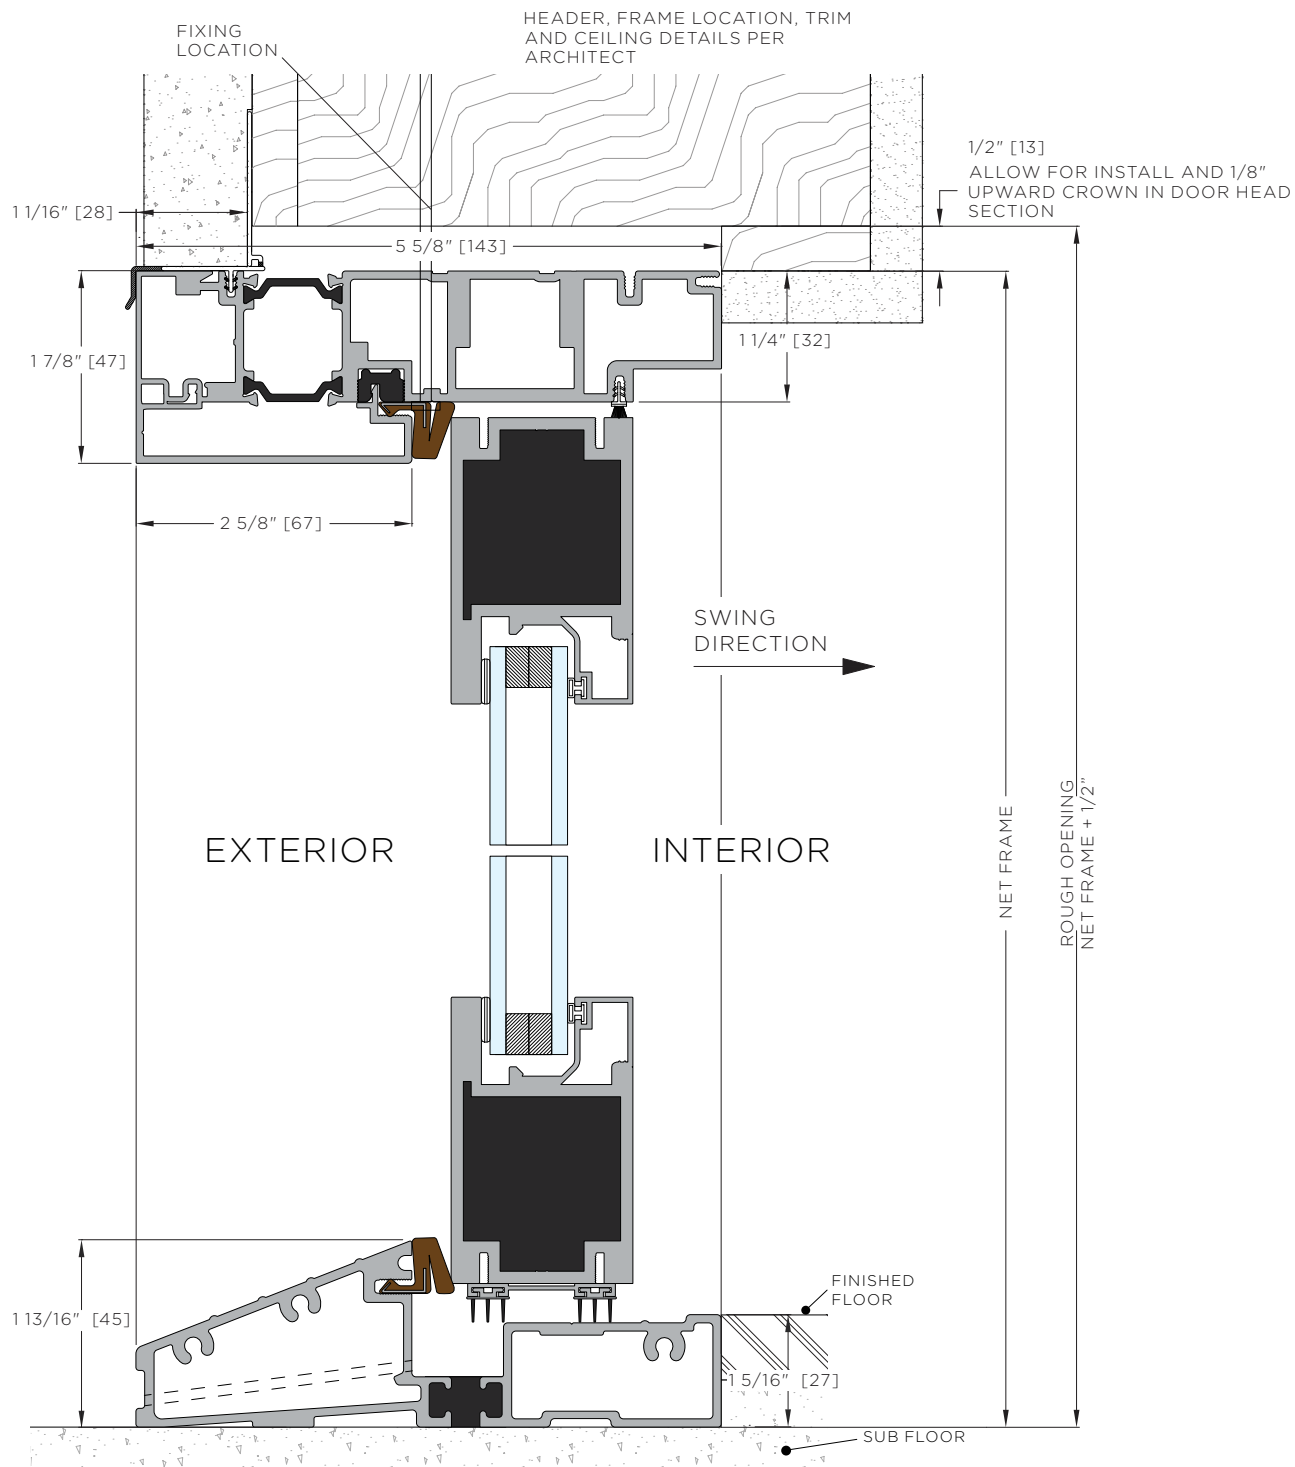 FIXING
LOCATION
HEADER, FRAME LOCATION, TRIM
AND CEILING DETAILS PER
ARCHITECT
1/2" [13]
ALLOW FOR INSTALL AND 1/8"
UPWARD CROWN IN DOOR HEAD
SECTION
1 1/16" [28]
5 5/8" [143]
1 7/8" [47]
1 1/4" [32]
2 5/8" [67]
SWING
DIRECTION
EXTERIOR
INTERIOR
NET FRAME
ROUGH OPENING
NET FRAME + 1/2"
1 13/16" [45]
FINISHED
FLOOR
1 5/16" [27]
SUB FLOOR